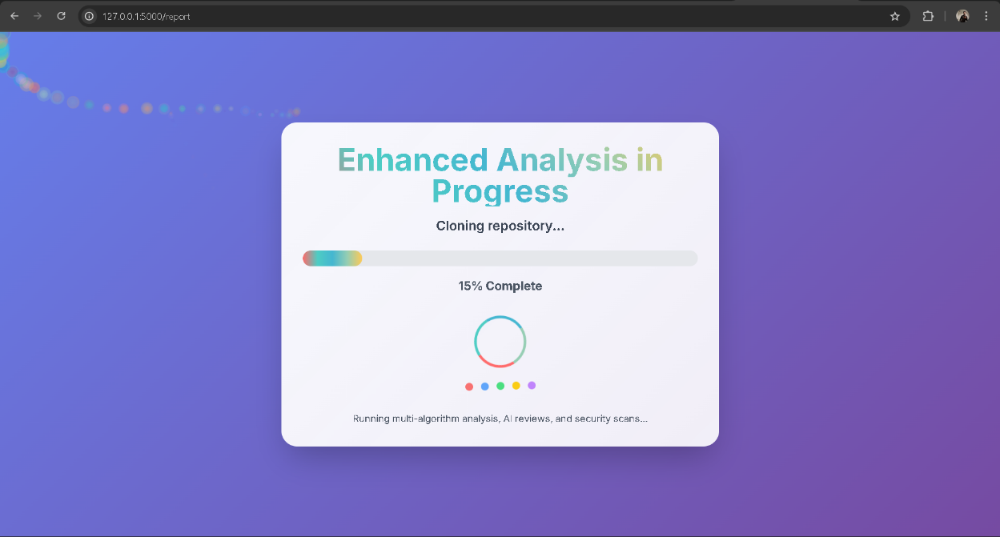 127.0.0.1:5000/report
Enhanced Analysis in
Progress
Cloning repository...
15% Complete
Running multi-algorithm analysis, AI reviews, and security scans...